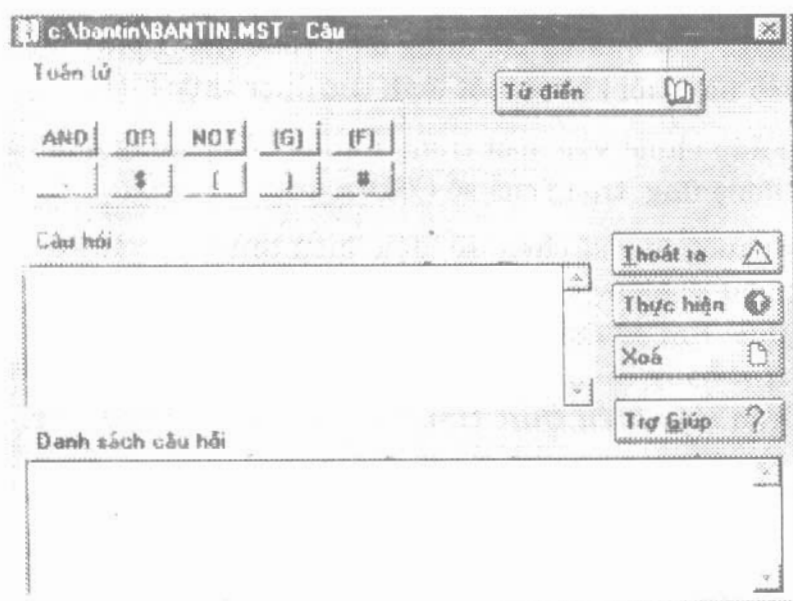 c:\bantin\BANTIN.MST - Câu
Toán tử
Từ điển
AND OR NOT (G) (F)
$ ( ) #
Câu hỏi
Thoát ra
Thực hiện
Xoá
Trợ Giúp ?
Danh sách câu hỏi